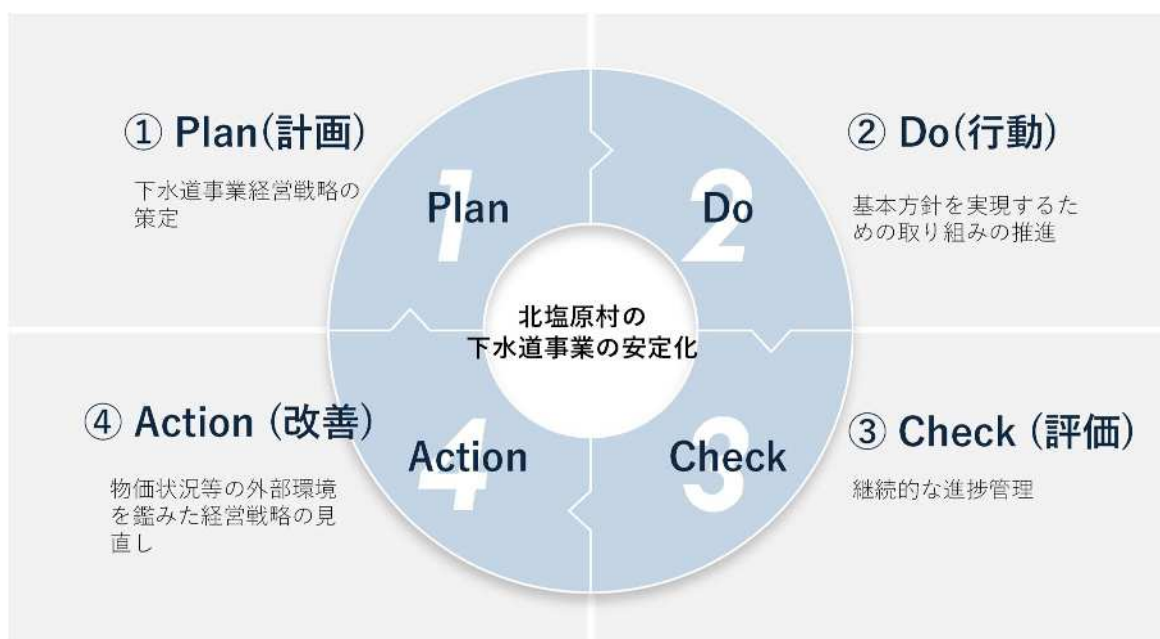 ① Plan(計画)
下水道事業経営戦略の
策定
1
Plan
② Do(行動)
基本方針を実現するた
めの取り組みの推進
2
Do
北塩原村の
下水道事業の安定化
③ Check (評価)
継続的な進捗管理
3
Check
④ Action (改善)
物価状況等の外部環境
を鑑みた経営戦略の見
直し
4
Action